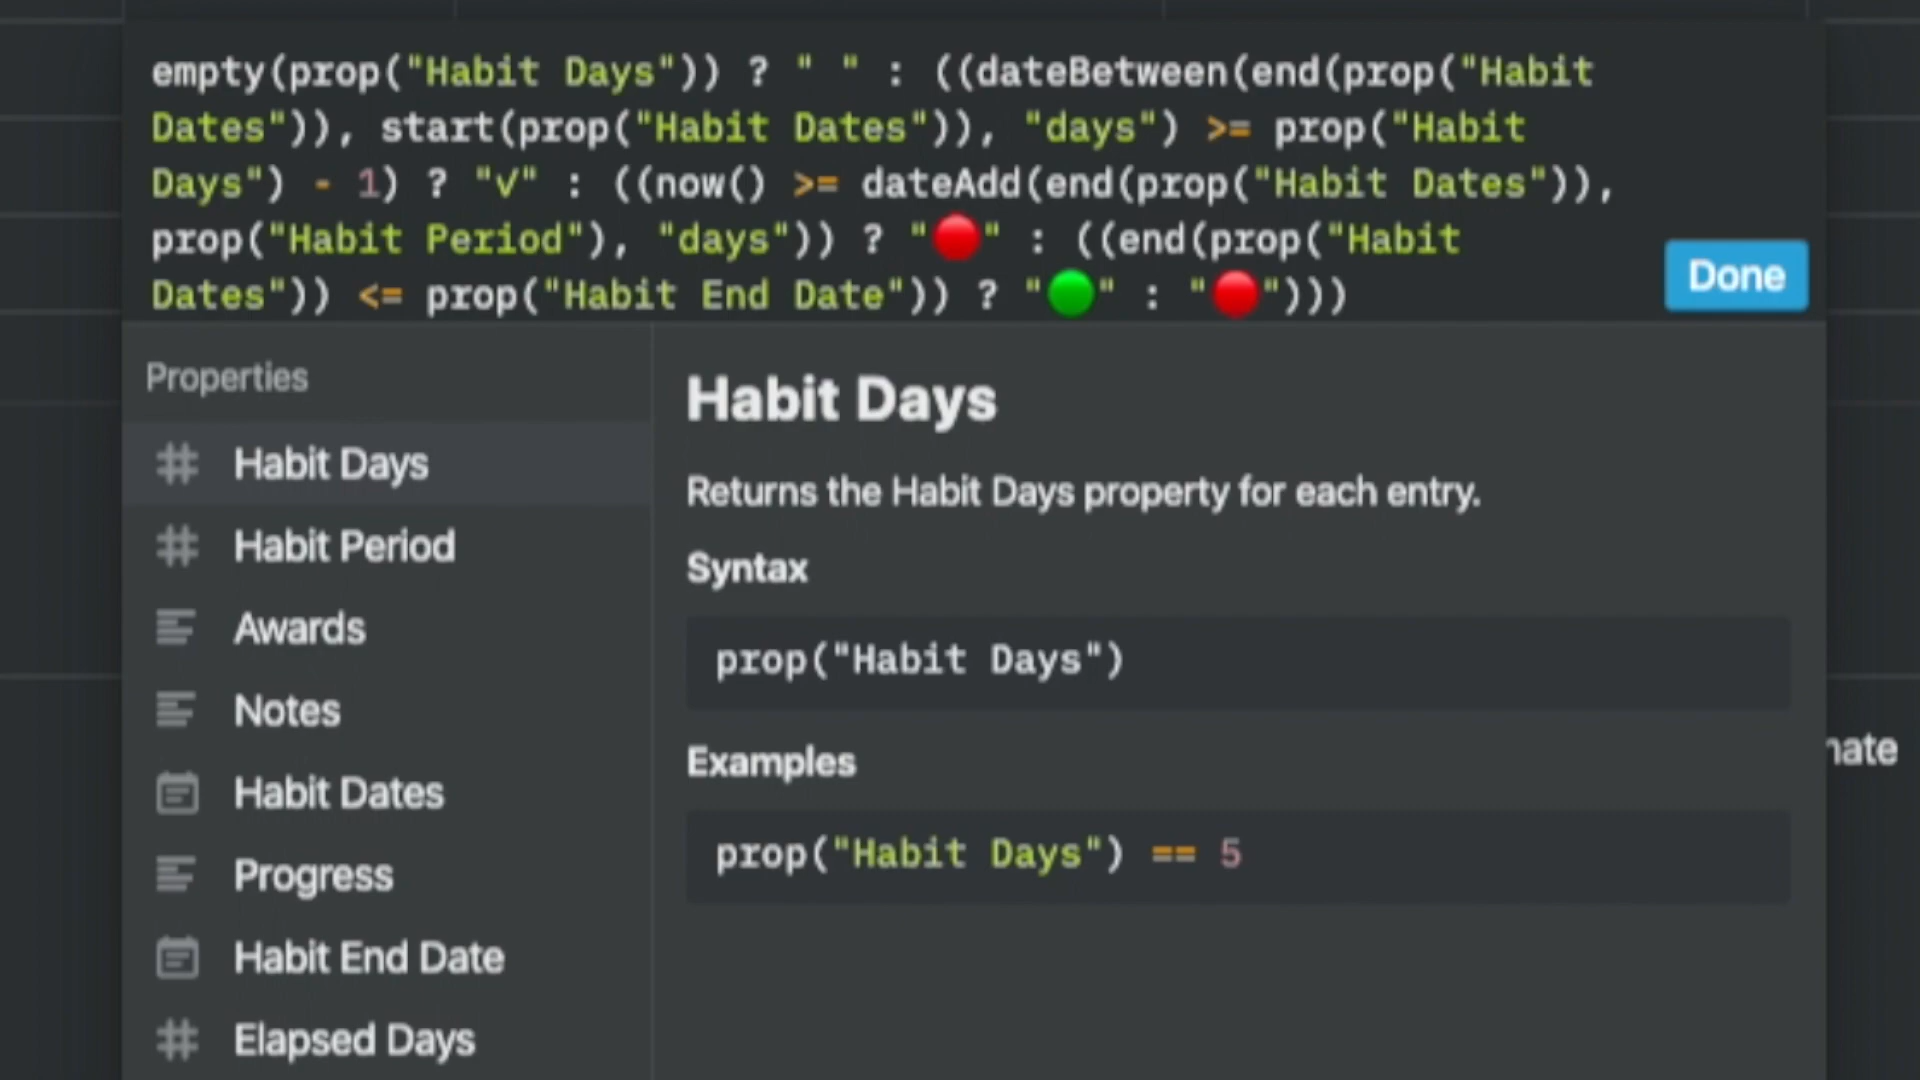 empty(prop("Habit Days")) ? " " : ((dateBetween(end(prop("Habit
Dates")), start(prop("Habit Dates")), "days") >= prop("Habit
Days") - 1) ? "√" : ((now() >= dateAdd(end(prop("Habit Dates")),
prop("Habit Period"), "days")) ? "🔴" : ((end(prop("Habit
Dates")) <= prop("Habit End Date")) ? "🟢" : "🔴")))
Done
Properties
Habit Days
Habit Period
Awards
Notes
Habit Dates
Progress
Habit End Date
Elapsed Days
Habit Days
Returns the Habit Days property for each entry.
Syntax
prop("Habit Days")
Examples
prop("Habit Days") == 5